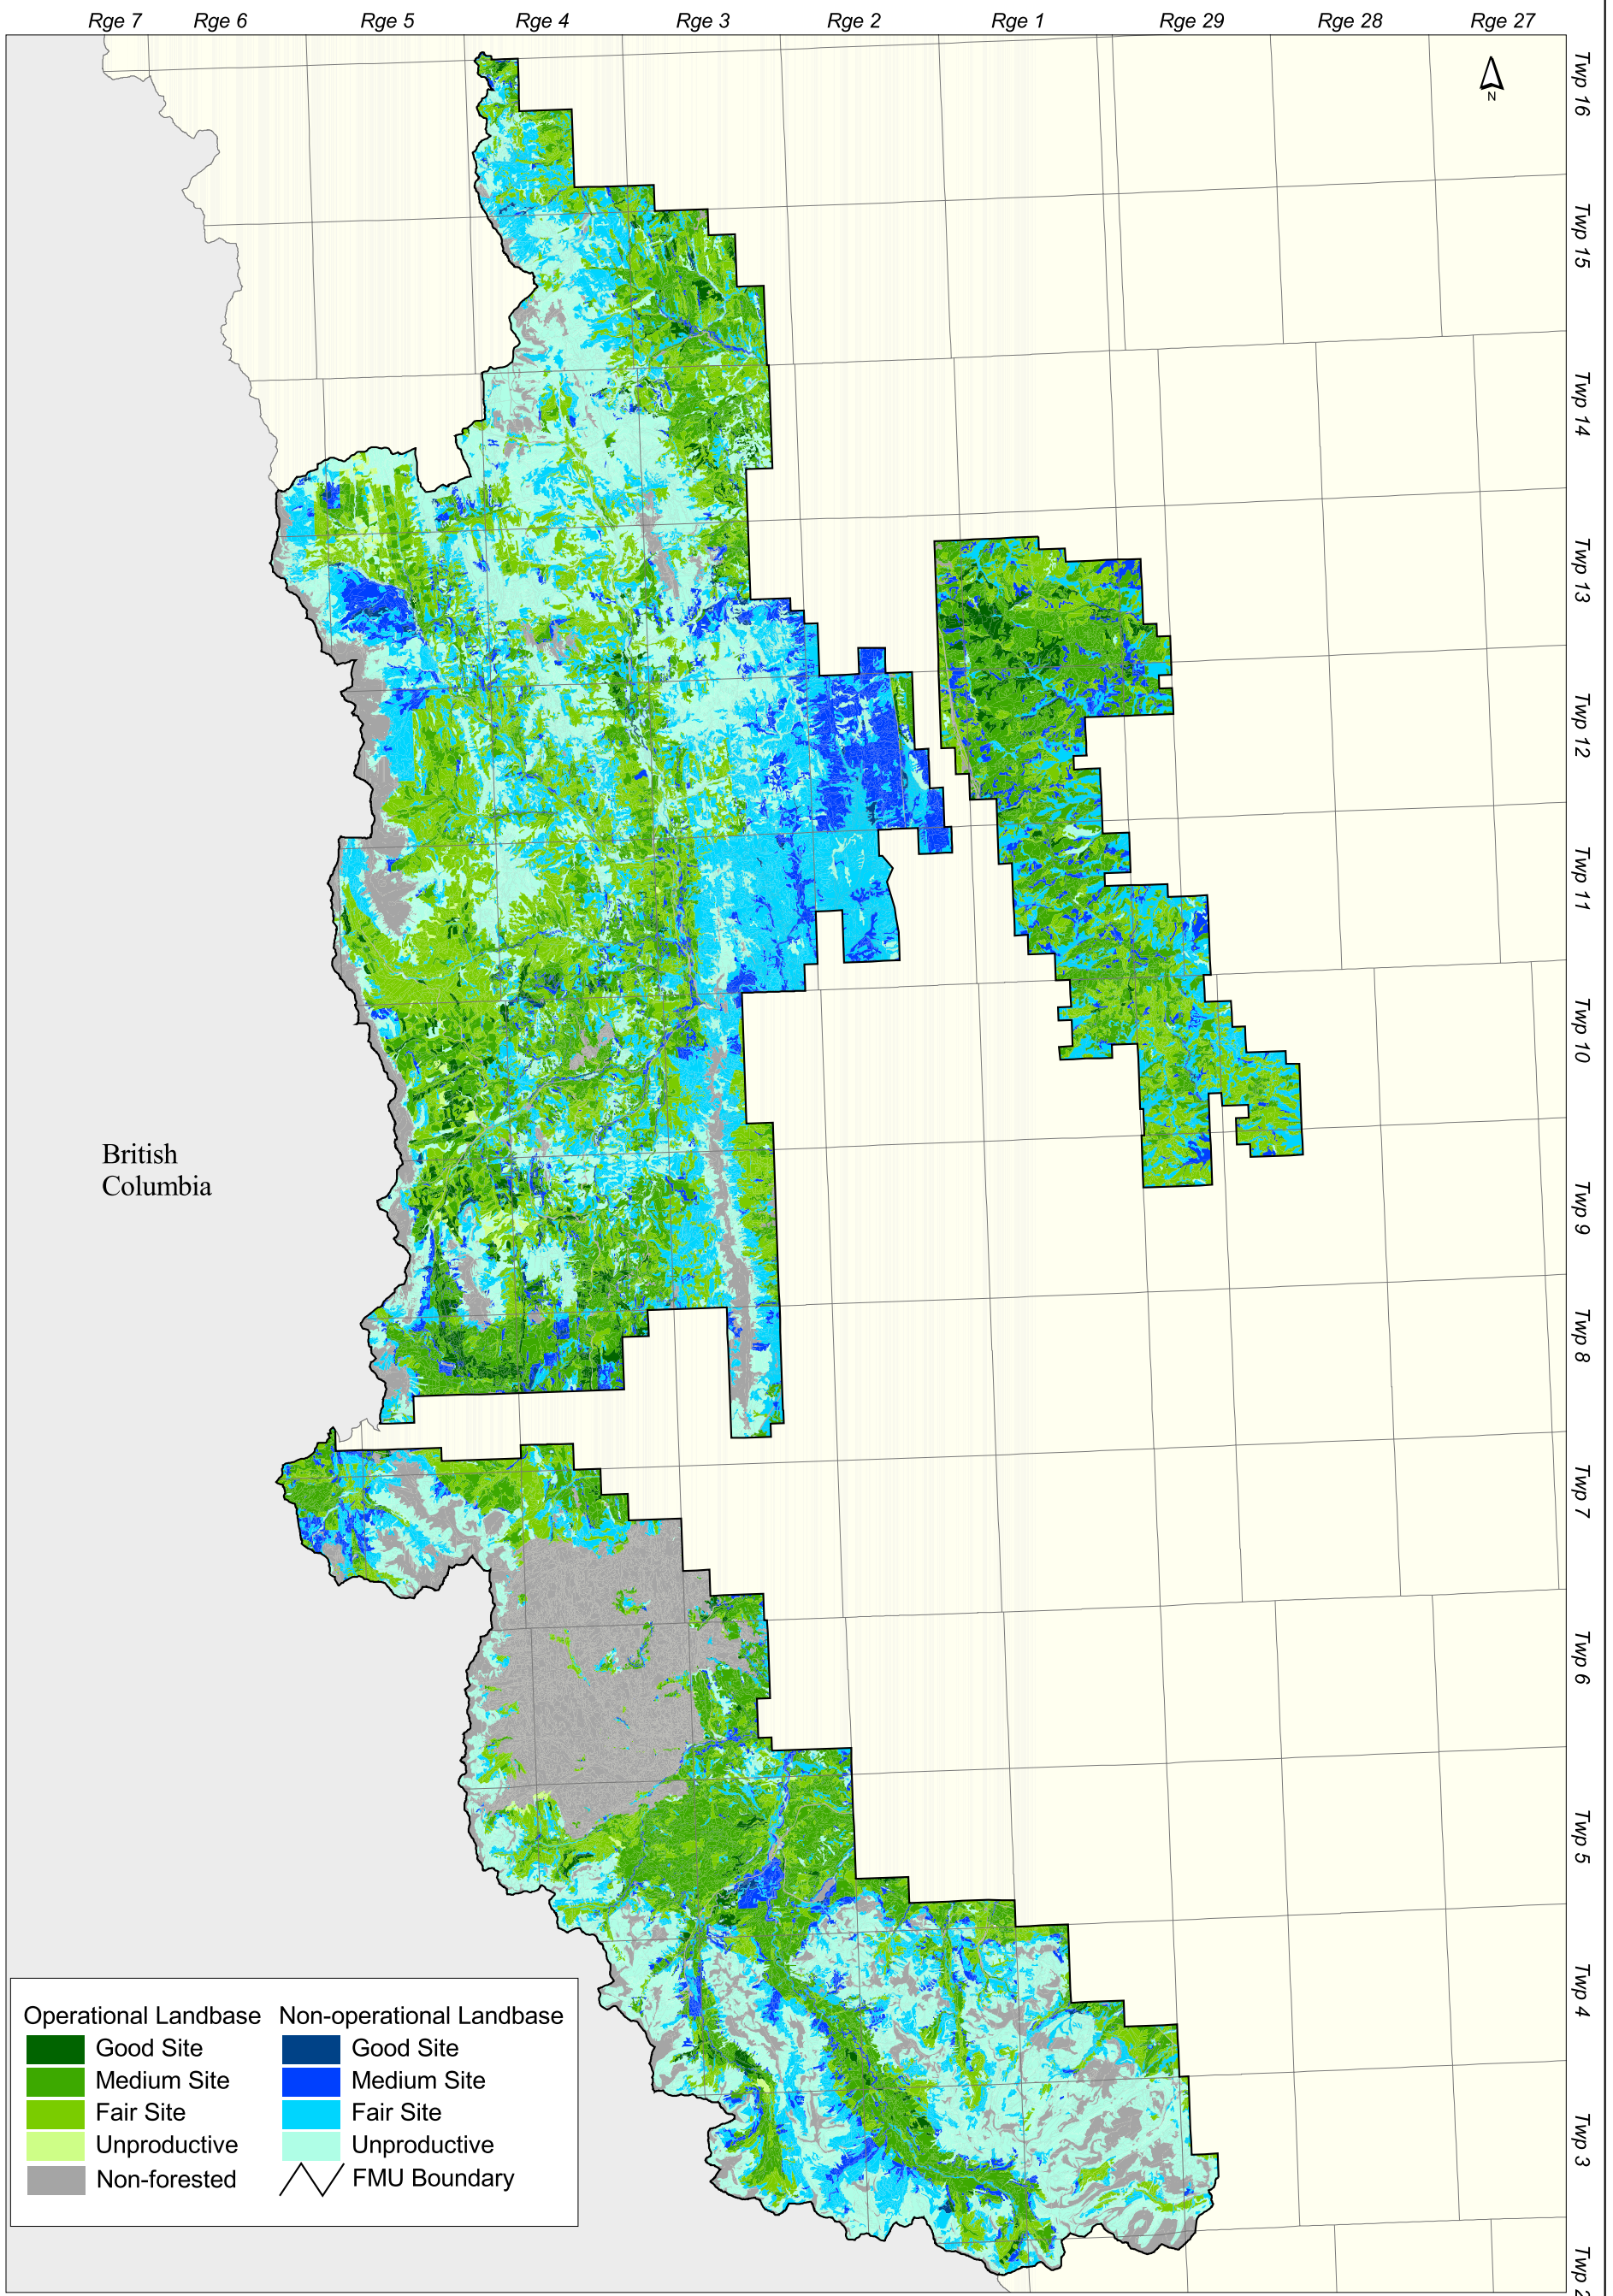 Rge 7 Rge 6 Rge 5 Rge 4 Rge 3 Rge 2 Rge 1 Rge 29 Rge 28 Rge 27
N
Twp 16
Twp 15
Twp 14
Twp 13
Twp 12
Twp 11
Twp 10
Twp 9
Twp 8
Twp 7
Twp 6
Twp 5
Twp 4
Twp 3
Twp 2
British
Columbia
Operational Landbase Non-operational Landbase
Good Site Good Site
Medium Site Medium Site
Fair Site Fair Site
Unproductive Unproductive
Non-forested FMU Boundary